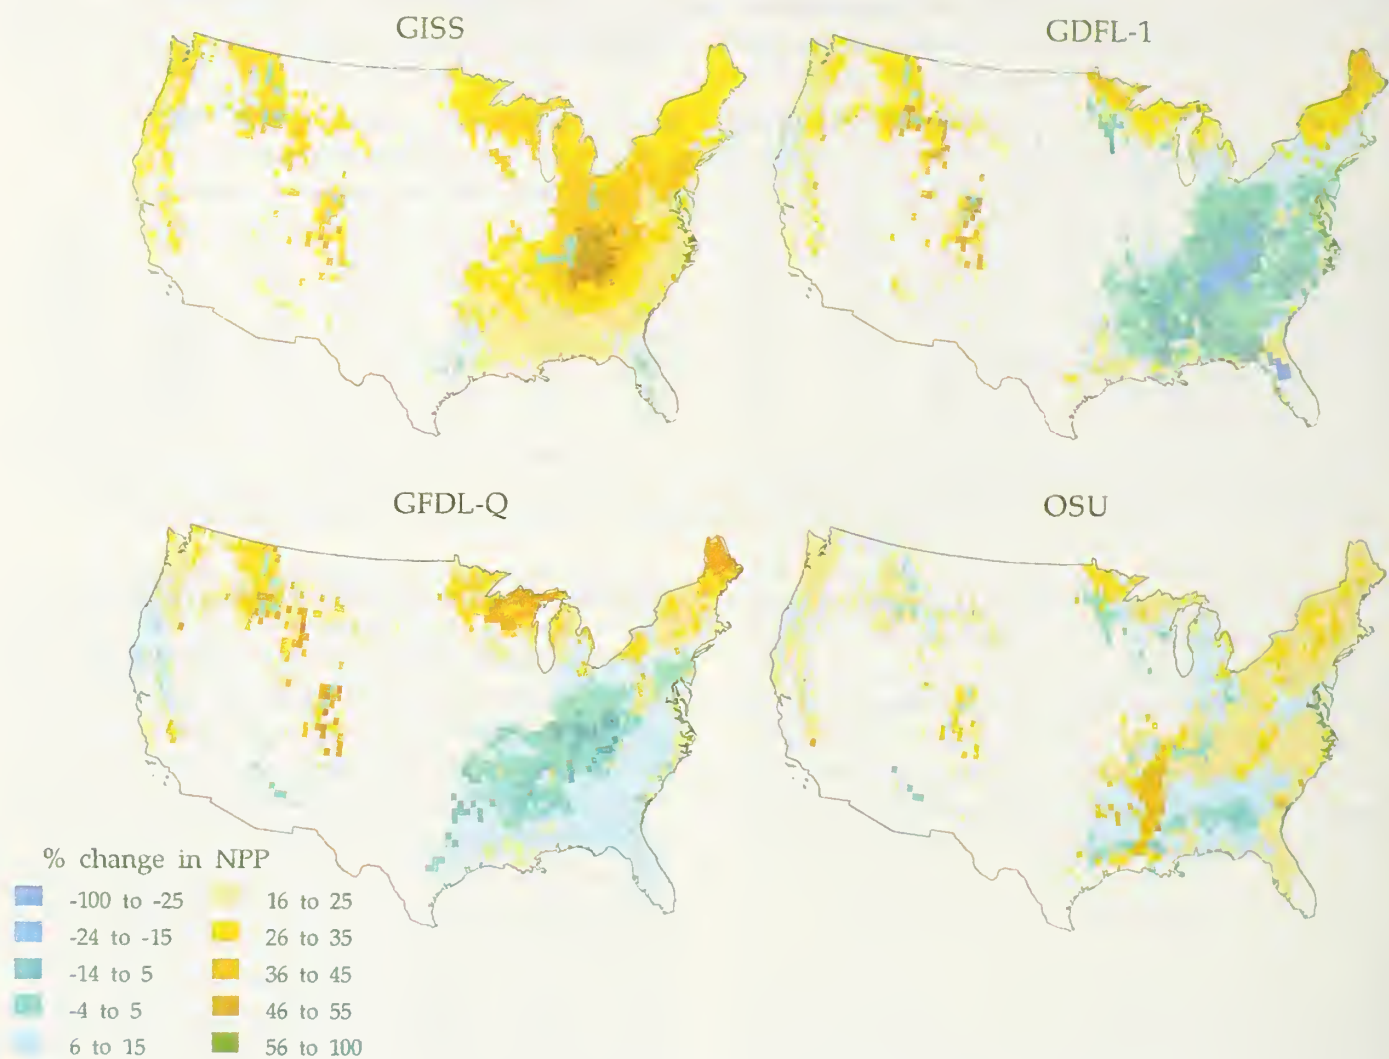 GISS
GDFL-1
GFDL-Q
OSU
% change in NPP
-100 to -25
-24 to -15
-14 to 5
-4 to 5
6 to 15
16 to 25
26 to 35
36 to 45
46 to 55
56 to 100